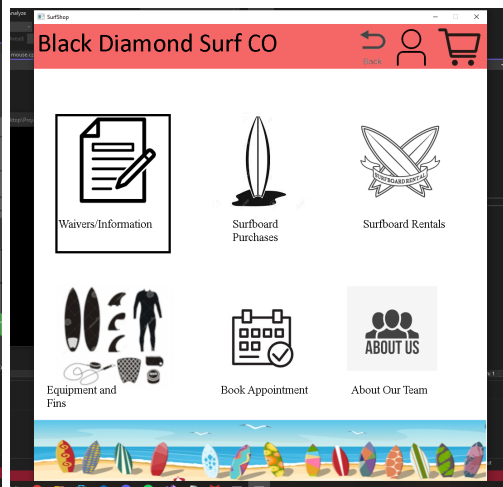 SurfShop
Black Diamond Surf CO
Back
Waivers/Information
Surfboard
Purchases
SURFBOARD RENTAL
Surfboard Rentals
Equipment and
Fins
Book Appointment
ABOUT US
About Our Team